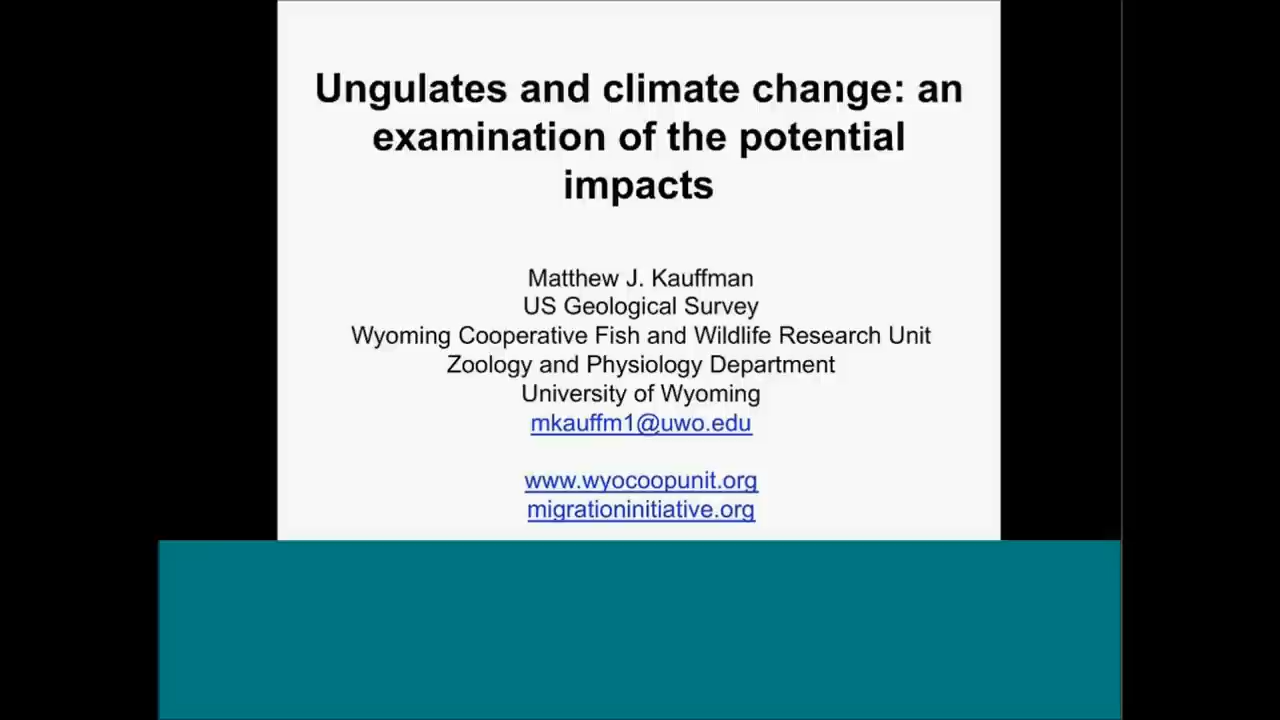 Ungulates and climate change: an
examination of the potential
impacts
Matthew J. Kauffman
US Geological Survey
Wyoming Cooperative Fish and Wildlife Research Unit
Zoology and Physiology Department
University of Wyoming
mkauffm1@uwo.edu
www.wyocoopunit.org
migrationinitiative.org